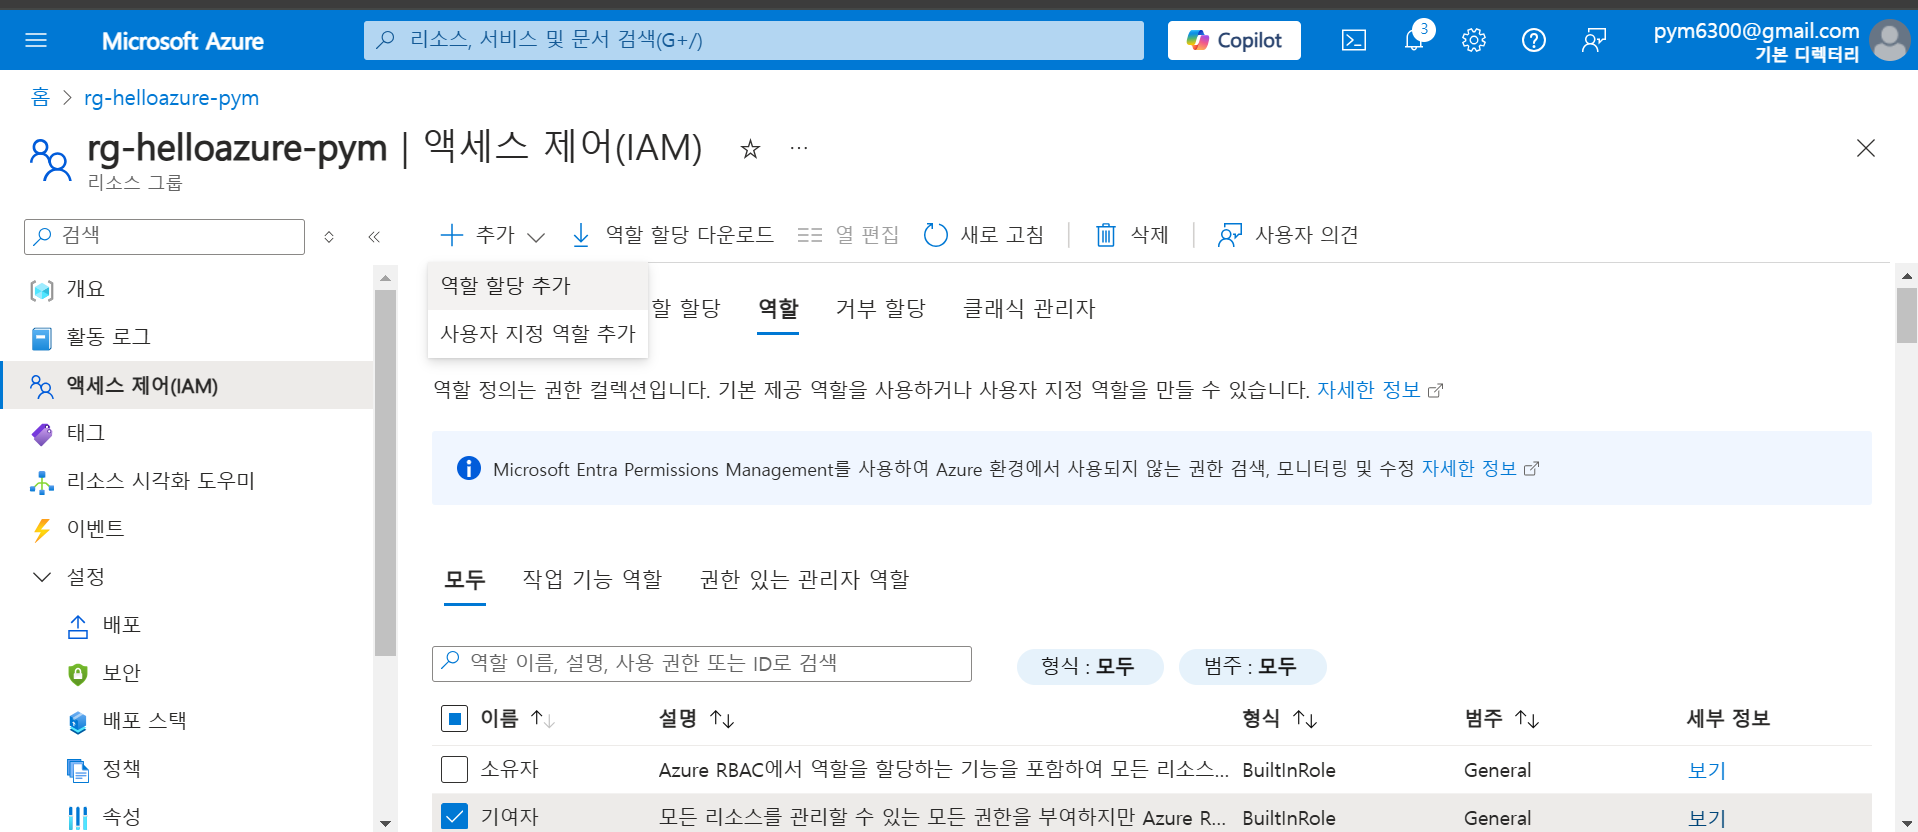 Microsoft Azure
리소스, 서비스 및 문서 검색(G+/)
Copilot
3
pym6300@gmail.com
기본 디렉터리
홈 > rg-helloazure-pym
rg-helloazure-pym | 액세스 제어(IAM)
리소스 그룹
검색
추가
역할 할당 다운로드
열 편집
새로 고침
삭제
사용자 의견
개요
활동 로그
액세스 제어(IAM)
태그
리소스 시각화 도우미
이벤트
설정
배포
보안
배포 스택
정책
속성
역할 할당 추가
사용자 지정 역할 추가
할 할당
역할
거부 할당
클래식 관리자
역할 정의는 권한 컬렉션입니다. 기본 제공 역할을 사용하거나 사용자 지정 역할을 만들 수 있습니다. 자세한 정보
Microsoft Entra Permissions Management를 사용하여 Azure 환경에서 사용되지 않는 권한 검색, 모니터링 및 수정 자세한 정보
모두
작업 기능 역할
권한 있는 관리자 역할
역할 이름, 설명, 사용 권한 또는 ID로 검색
형식 : 모두
범주 : 모두
이름 설명 형식 범주 세부 정보
소유자 Azure RBAC에서 역할을 할당하는 기능을 포함하여 모든 리소스... BuiltInRole General 보기
기여자 모든 리소스를 관리할 수 있는 모든 권한을 부여하지만 Azure R... BuiltInRole General 보기